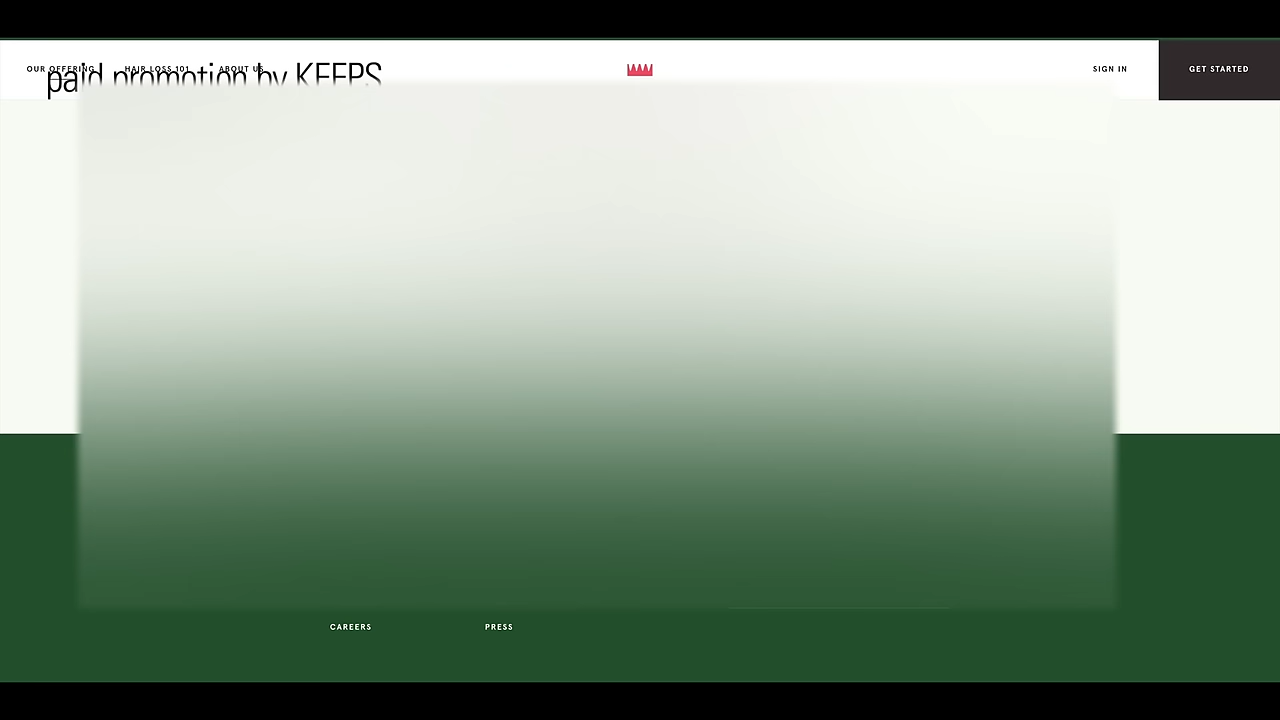 OUR OFFERING HAIR LOSS 101 ABOUT US SIGN IN GET STARTED
paid promotion by KEEPS
CAREERS PRESS